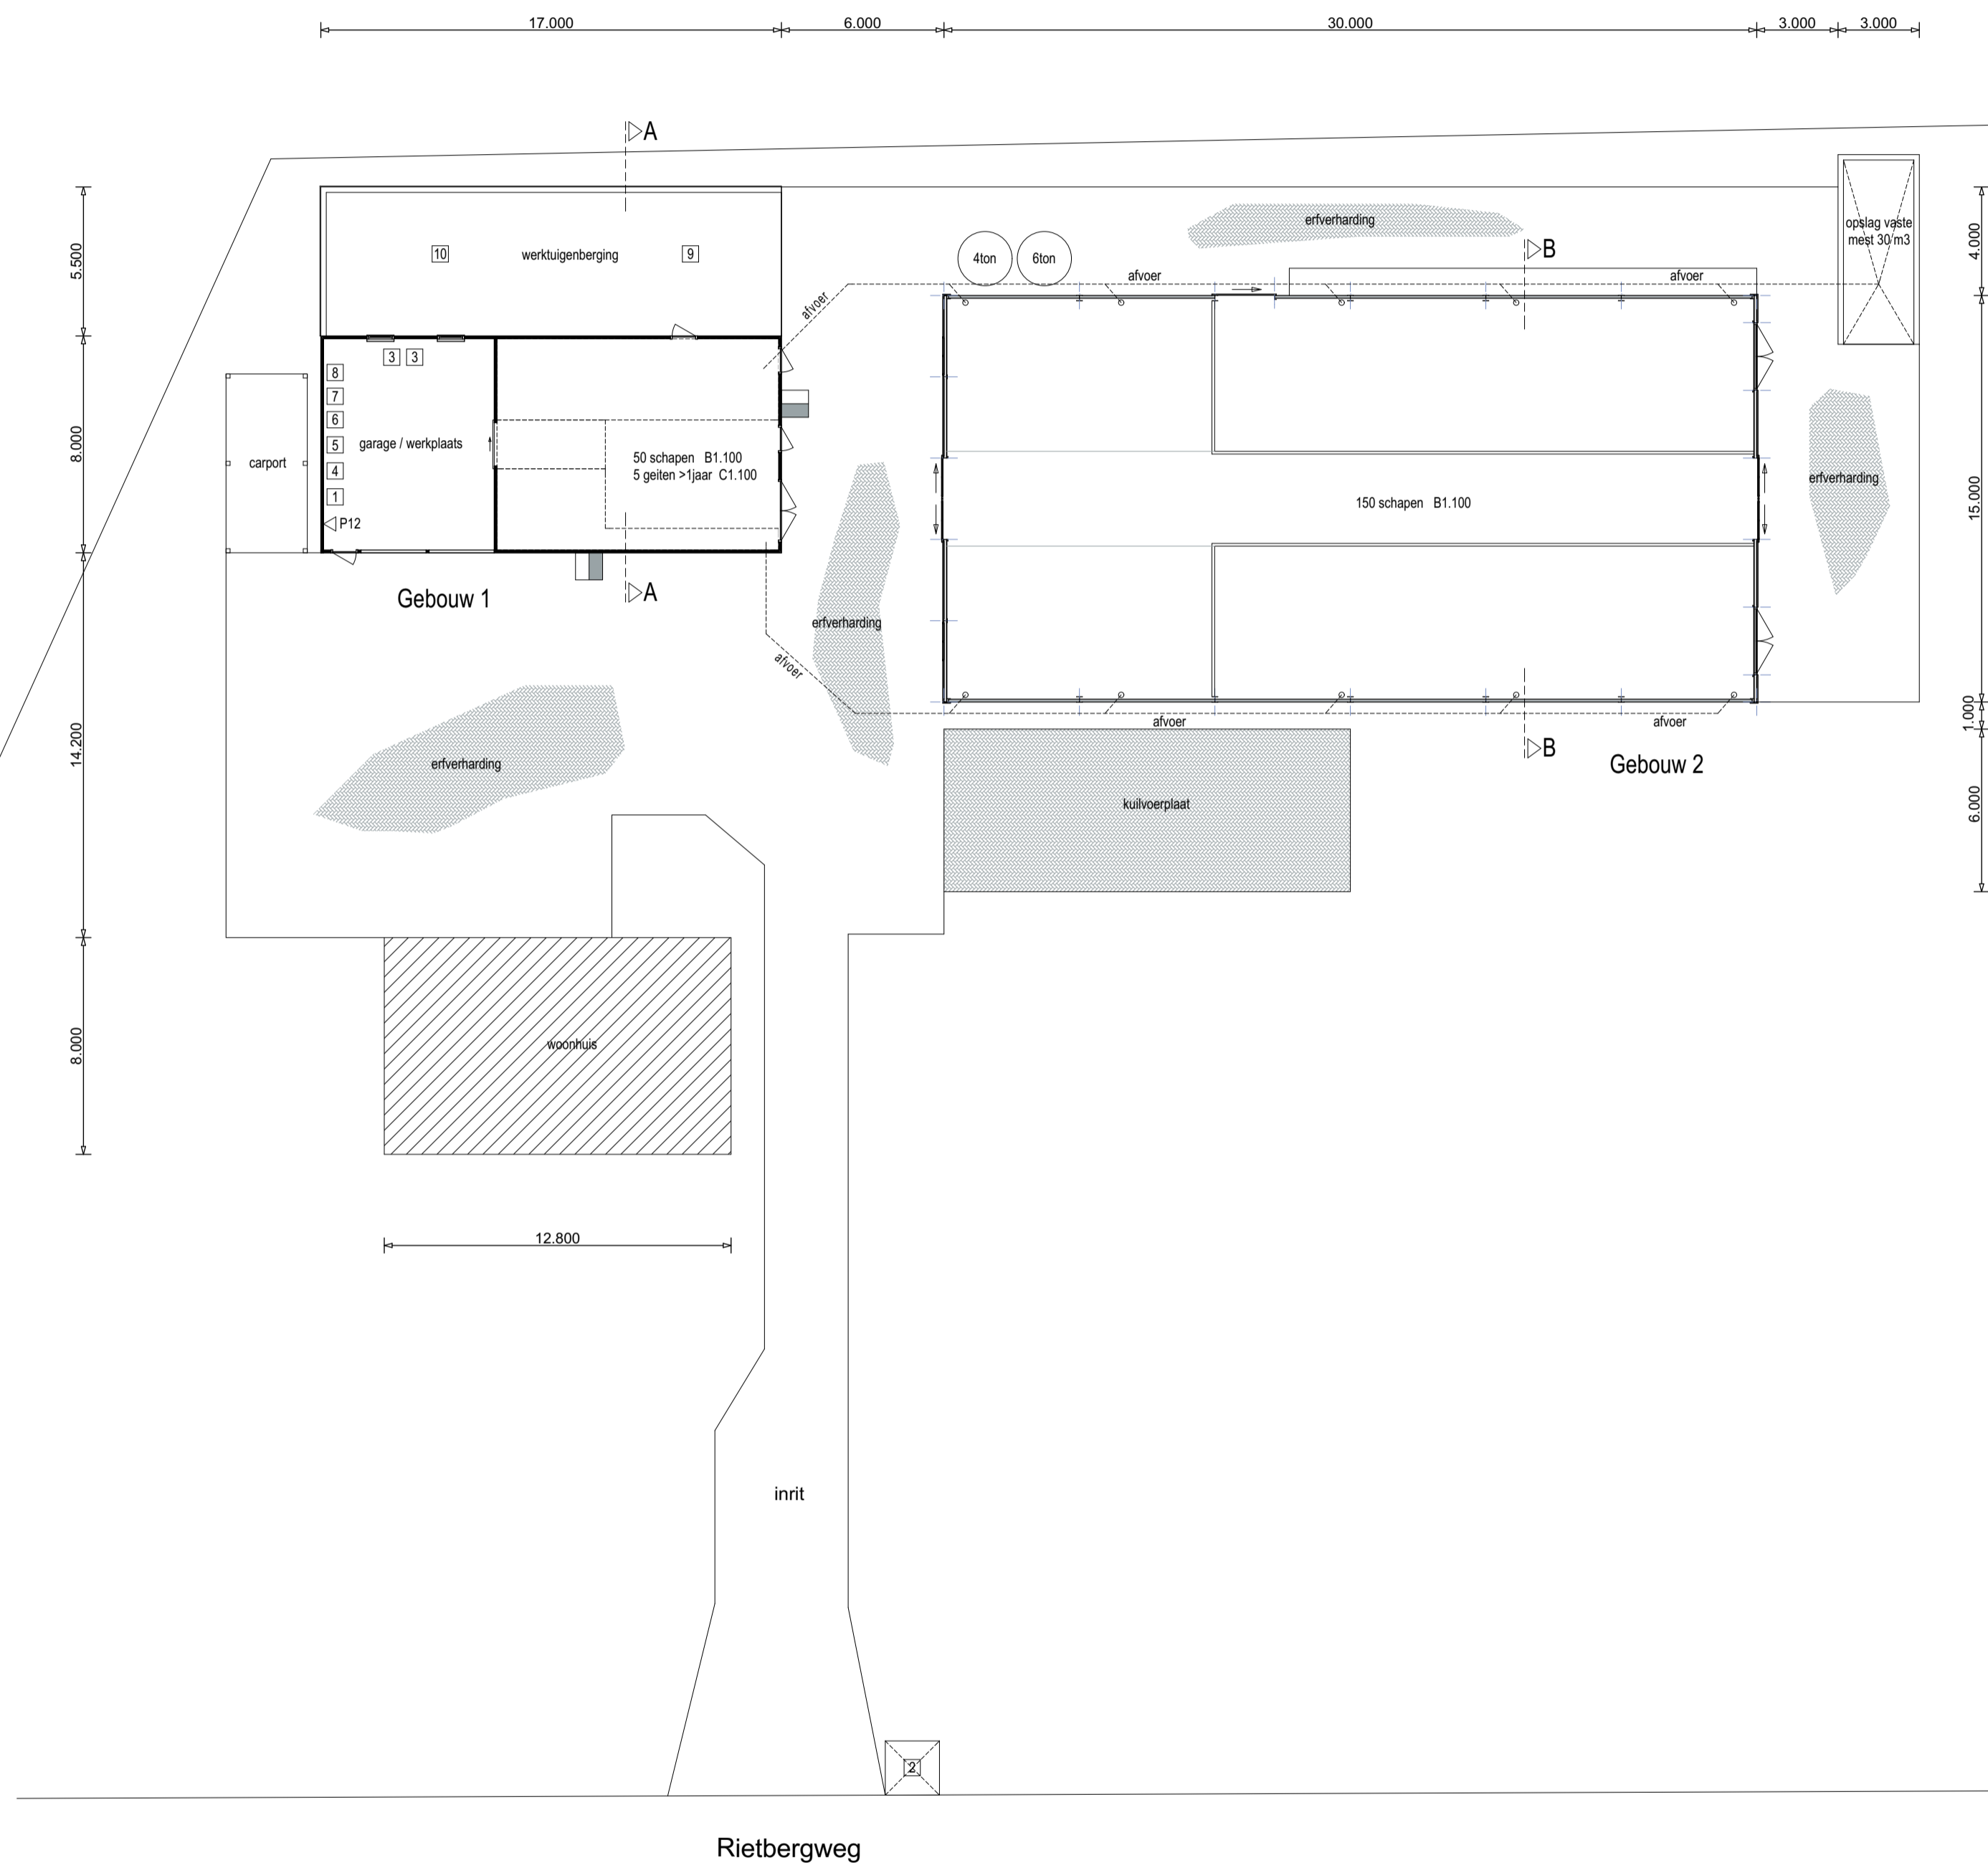 17.000
6.000
30.000
3.000
3.000
A
5.500
10
werktuigenberging
9
4ton
6ton
erfverharding
B
opslag vaste
mest 30 m3
4.000
afvoer
afvoer
afvoer
8.000
carport
3
3
8
7
6
5
4
1
P12
garage / werkplaats
50 schapen B1.100
5 geiten >1jaar C1.100
150 schapen B1.100
erfverharding
15.000
A
Gebouw 1
erfverharding
afvoer
afvoer
afvoer
1.000
B
Gebouw 2
14.200
erfverharding
kuilvoerplaat
6.000
8.000
woonhuis
12.800
inrit
2
Rietbergweg